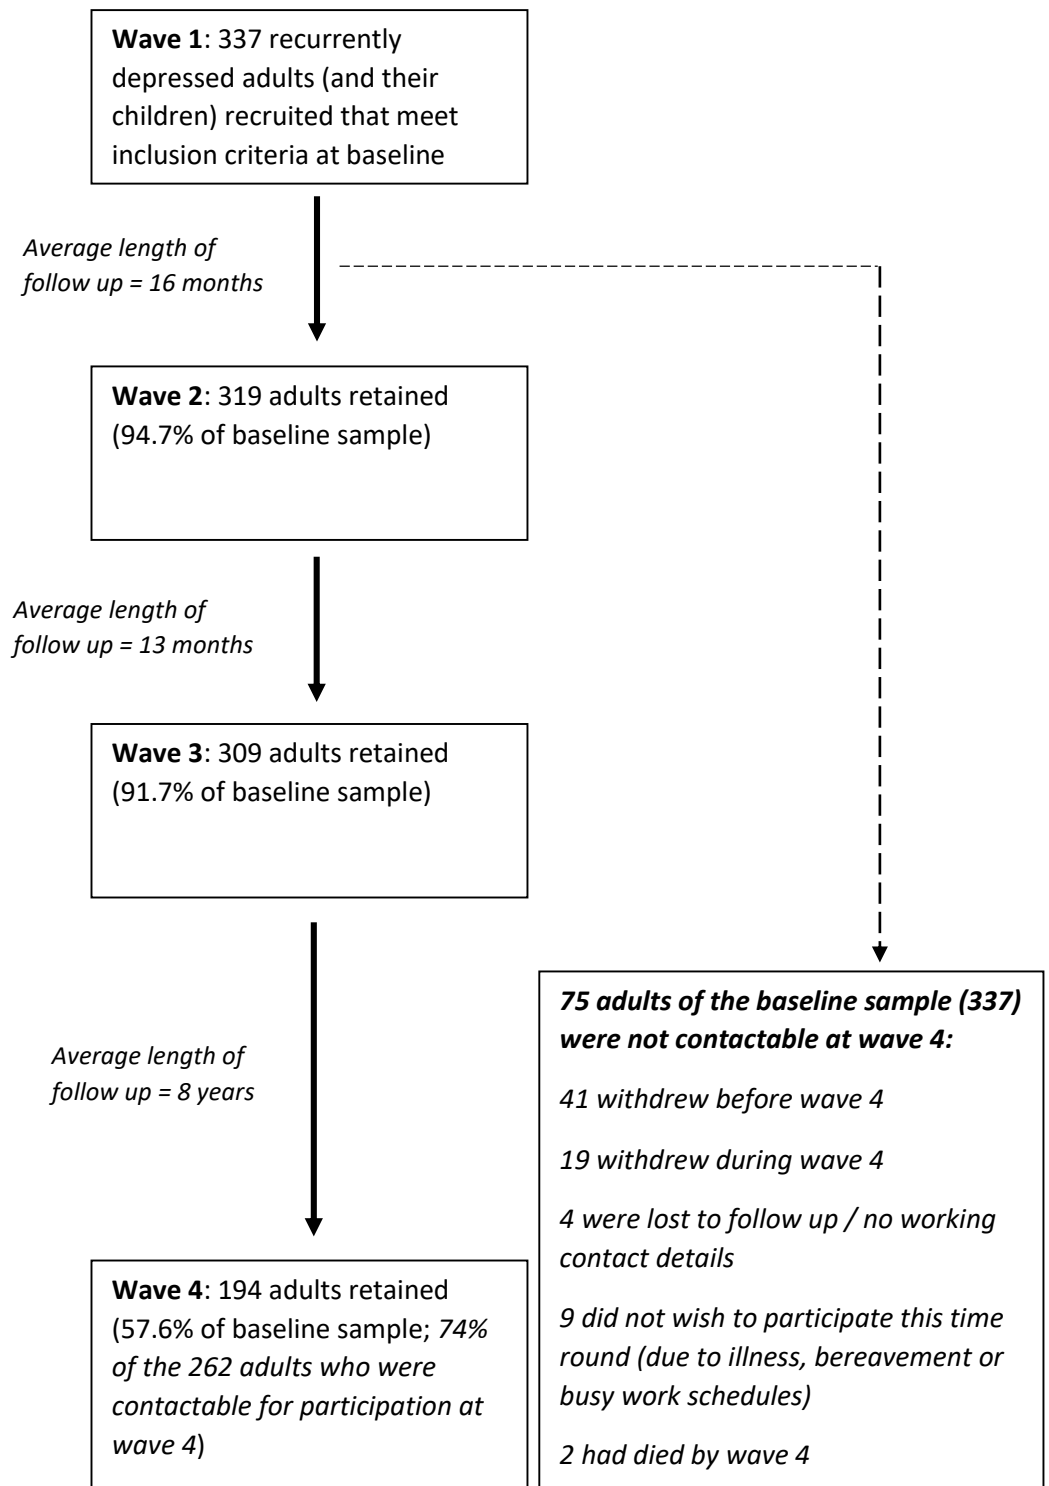 Wave 1: 337 recurrently
depressed adults (and their
children) recruited that meet
inclusion criteria at baseline
Average length of
follow up = 16 months
Wave 2: 319 adults retained
(94.7% of baseline sample)
Average length of
follow up = 13 months
Wave 3: 309 adults retained
(91.7% of baseline sample)
Average length of
follow up = 8 years
Wave 4: 194 adults retained
(57.6% of baseline sample; 74%
of the 262 adults who were
contactable for participation at
wave 4)
75 adults of the baseline sample (337)
were not contactable at wave 4:
41 withdrew before wave 4
19 withdrew during wave 4
4 were lost to follow up / no working
contact details
9 did not wish to participate this time
round (due to illness, bereavement or
busy work schedules)
2 had died by wave 4